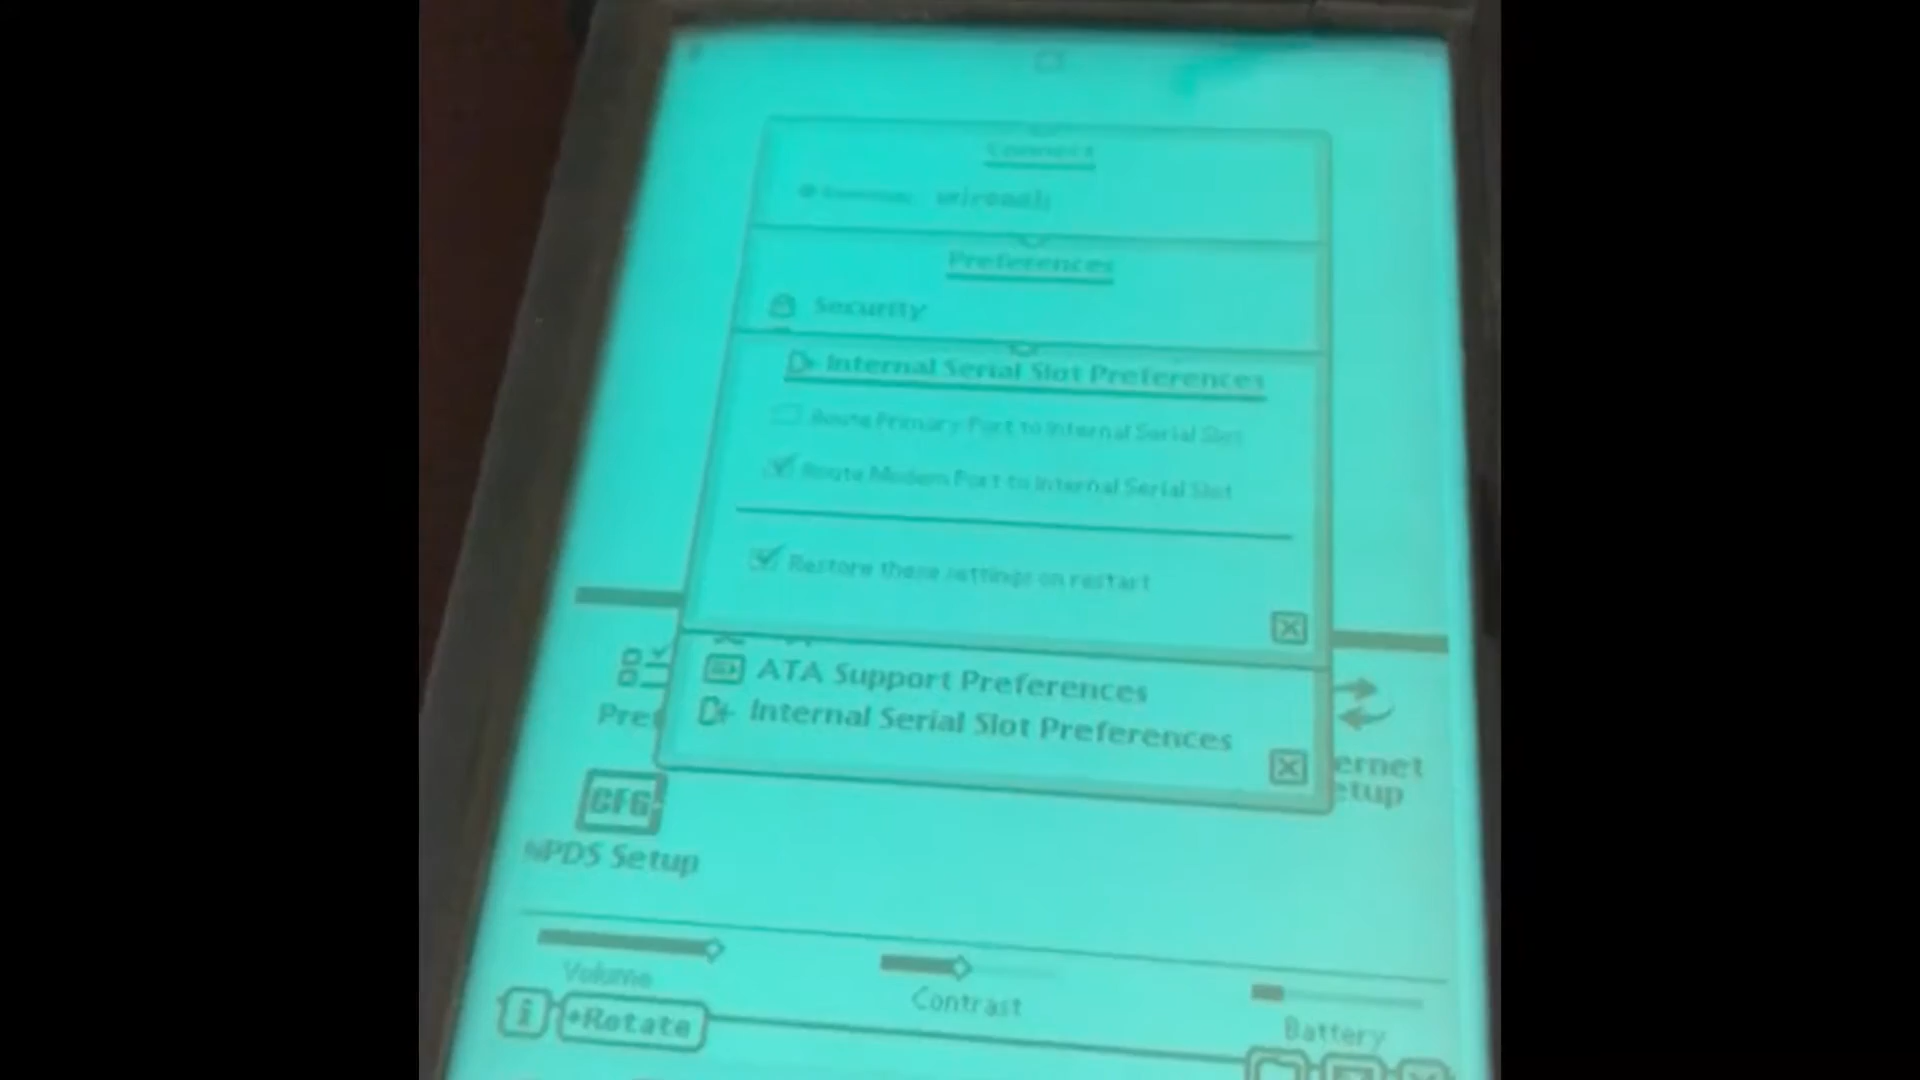 Connect
Preferences
Security
Internal Serial Slot Preferences
Route Primary Port to Internal Serial Slot
Route Modem Port to Internal Serial Slot
Restore these settings on restart
ATA Support Preferences
Internal Serial Slot Preferences
Pre
ernet
etup
CFG
NPDS Setup
Volume
Contrast
Battery
i
Rotate